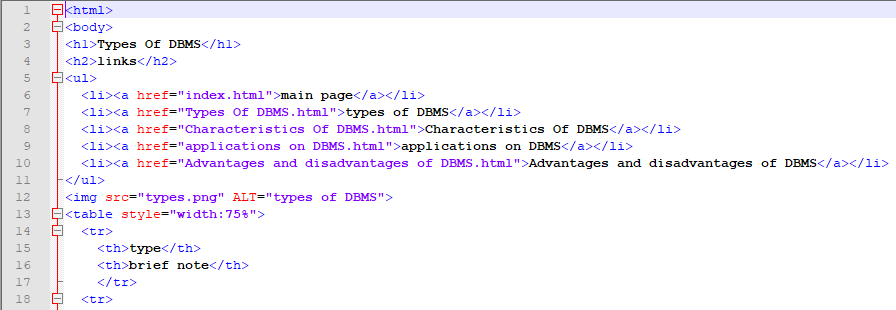 1 <html>
2 <body>
3 <h1>Types Of DBMS</h1>
4 <h2>links</h2>
5 <ul>
6 <li><a href="index.html">main page</a></li>
7 <li><a href="Types Of DBMS.html">types of DBMS</a></li>
8 <li><a href="Characteristics Of DBMS.html">Characteristics Of DBMS</a></li>
9 <li><a href="applications on DBMS.html">applications on DBMS</a></li>
10 <li><a href="Advantages and disadvantages of DBMS.html">Advantages and disadvantages of DBMS</a></li>
11 </ul>
12 <img src="types.png" ALT="types of DBMS">
13 <table style="width:75%">
14 <tr>
15 <th>type</th>
16 <th>brief note</th>
17 </tr>
18 <tr>